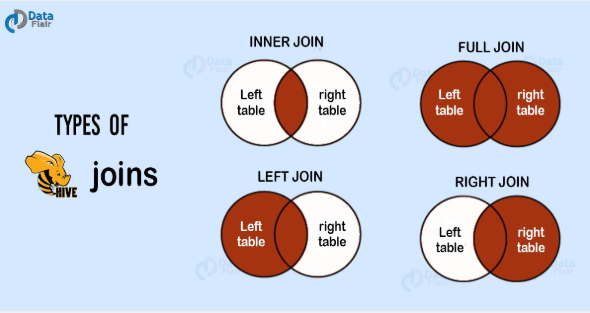 Data
Flair
TYPES OF
HIVE
joins
INNER JOIN
Left
table
right
table
FULL JOIN
Left
table
right
table
LEFT JOIN
Left
table
right
table
RIGHT JOIN
Left
table
right
table